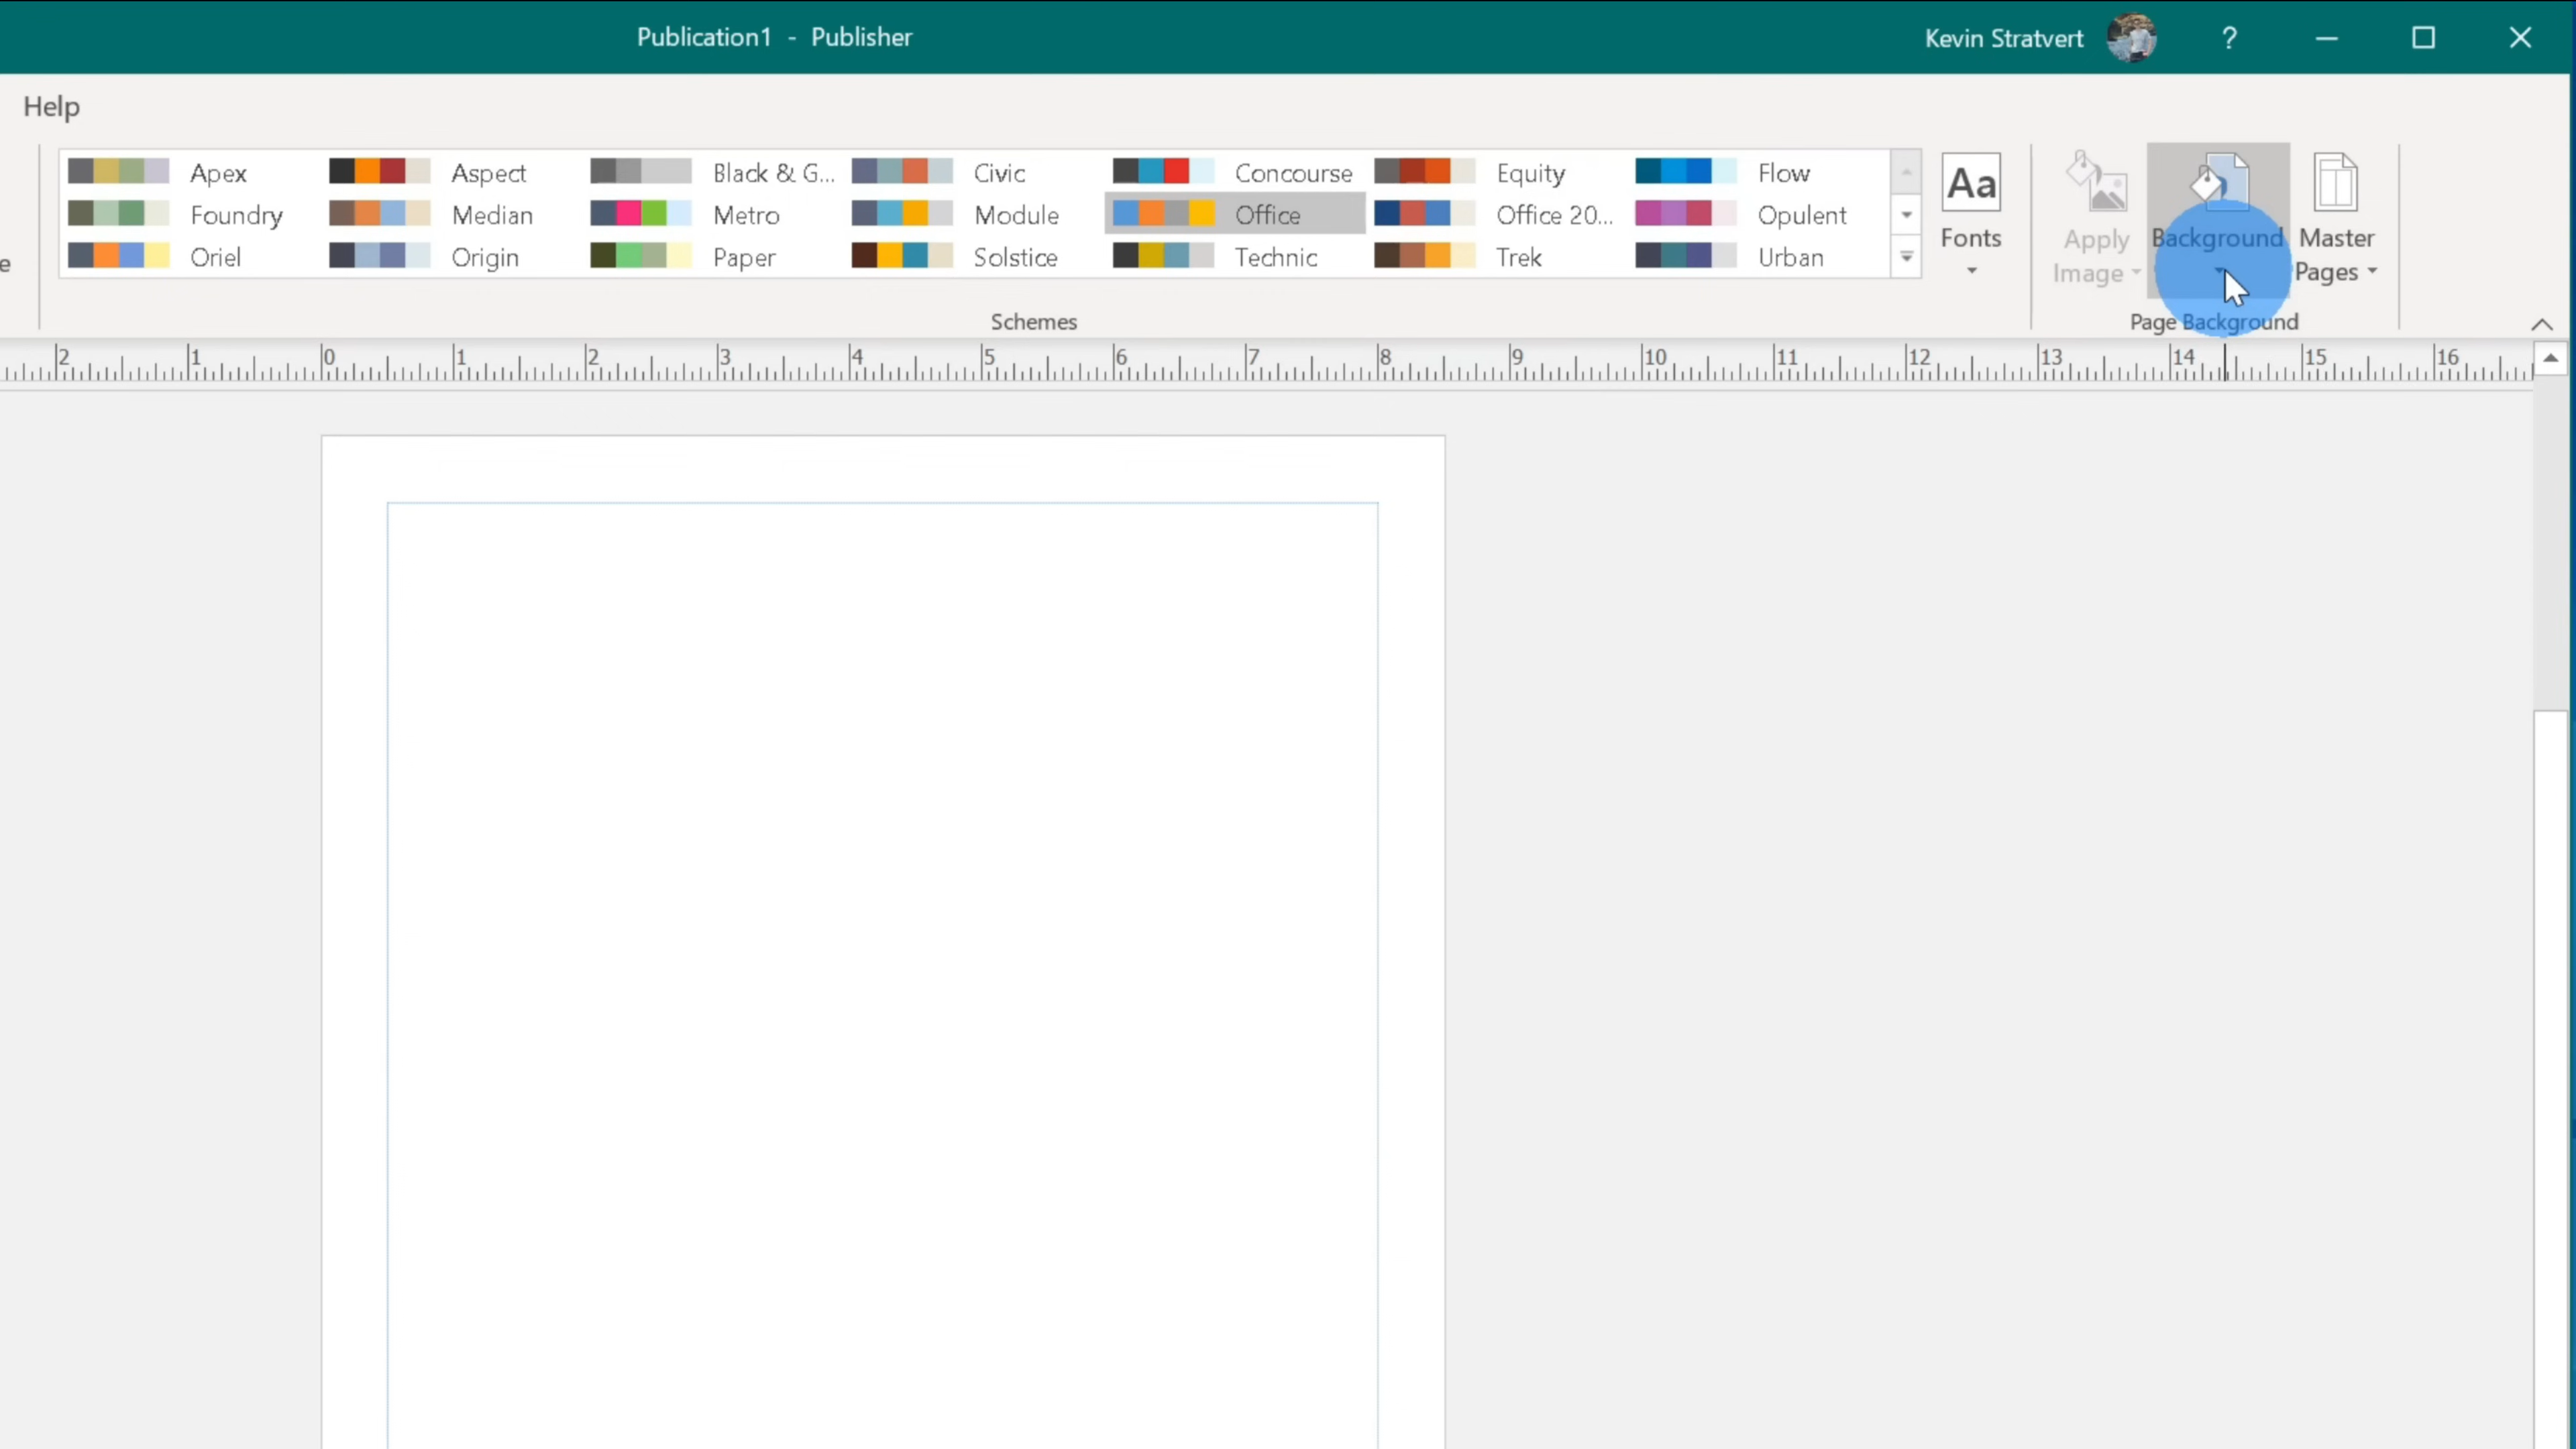 Publication1 - Publisher
Kevin Stratvert
?
Help
Apex Aspect Black & G... Civic Concourse Equity Flow
Foundry Median Metro Module Office Office 20... Opulent
Oriel Origin Paper Solstice Technic Trek Urban
e
Aa
Fonts
Apply
Image
Background
Master
Pages
Schemes
Page Background
2 1 0 1 2 3 4 5 6 7 8 9 10 11 12 13 14 15 16